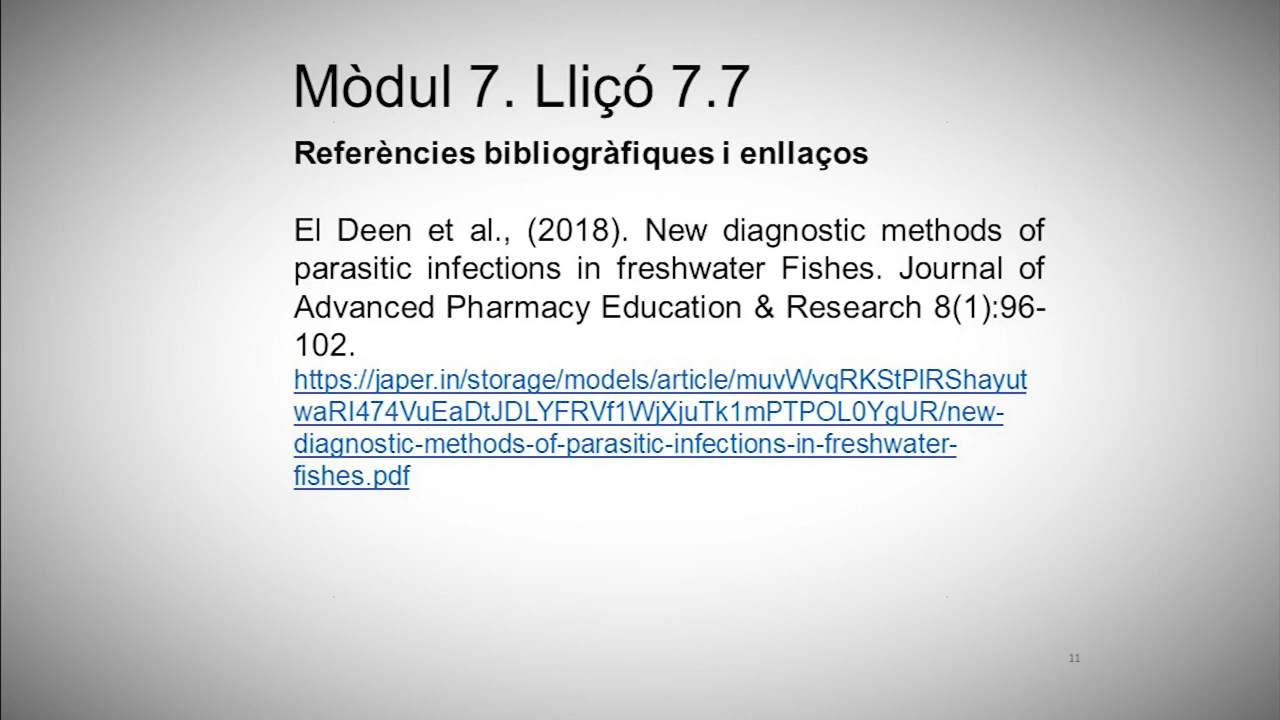 Mòdul 7. Lliçó 7.7
Referències bibliogràfiques i enllaços
El Deen et al., (2018). New diagnostic methods of
parasitic infections in freshwater Fishes. Journal of
Advanced Pharmacy Education & Research 8(1):96-
102.
https://japer.in/storage/models/article/muvWvqRKStPlRShayut
waRI474VuEaDtJDLYFRVf1WjXjuTk1mPTPOL0YgUR/new-
diagnostic-methods-of-parasitic-infections-in-freshwater-
fishes.pdf
11